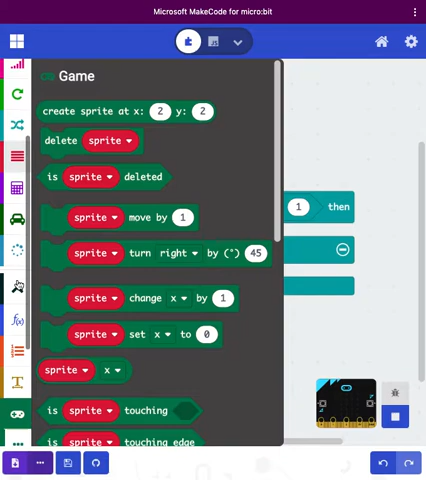 Microsoft MakeCode for micro:bit
Game
create sprite at x: 2 y: 2
delete sprite
is sprite deleted
sprite move by 1
1 then
sprite turn right by (°) 45
sprite change x by 1
sprite set x to 0
sprite x
is sprite touching
is sprite touching edge
f(x)
T